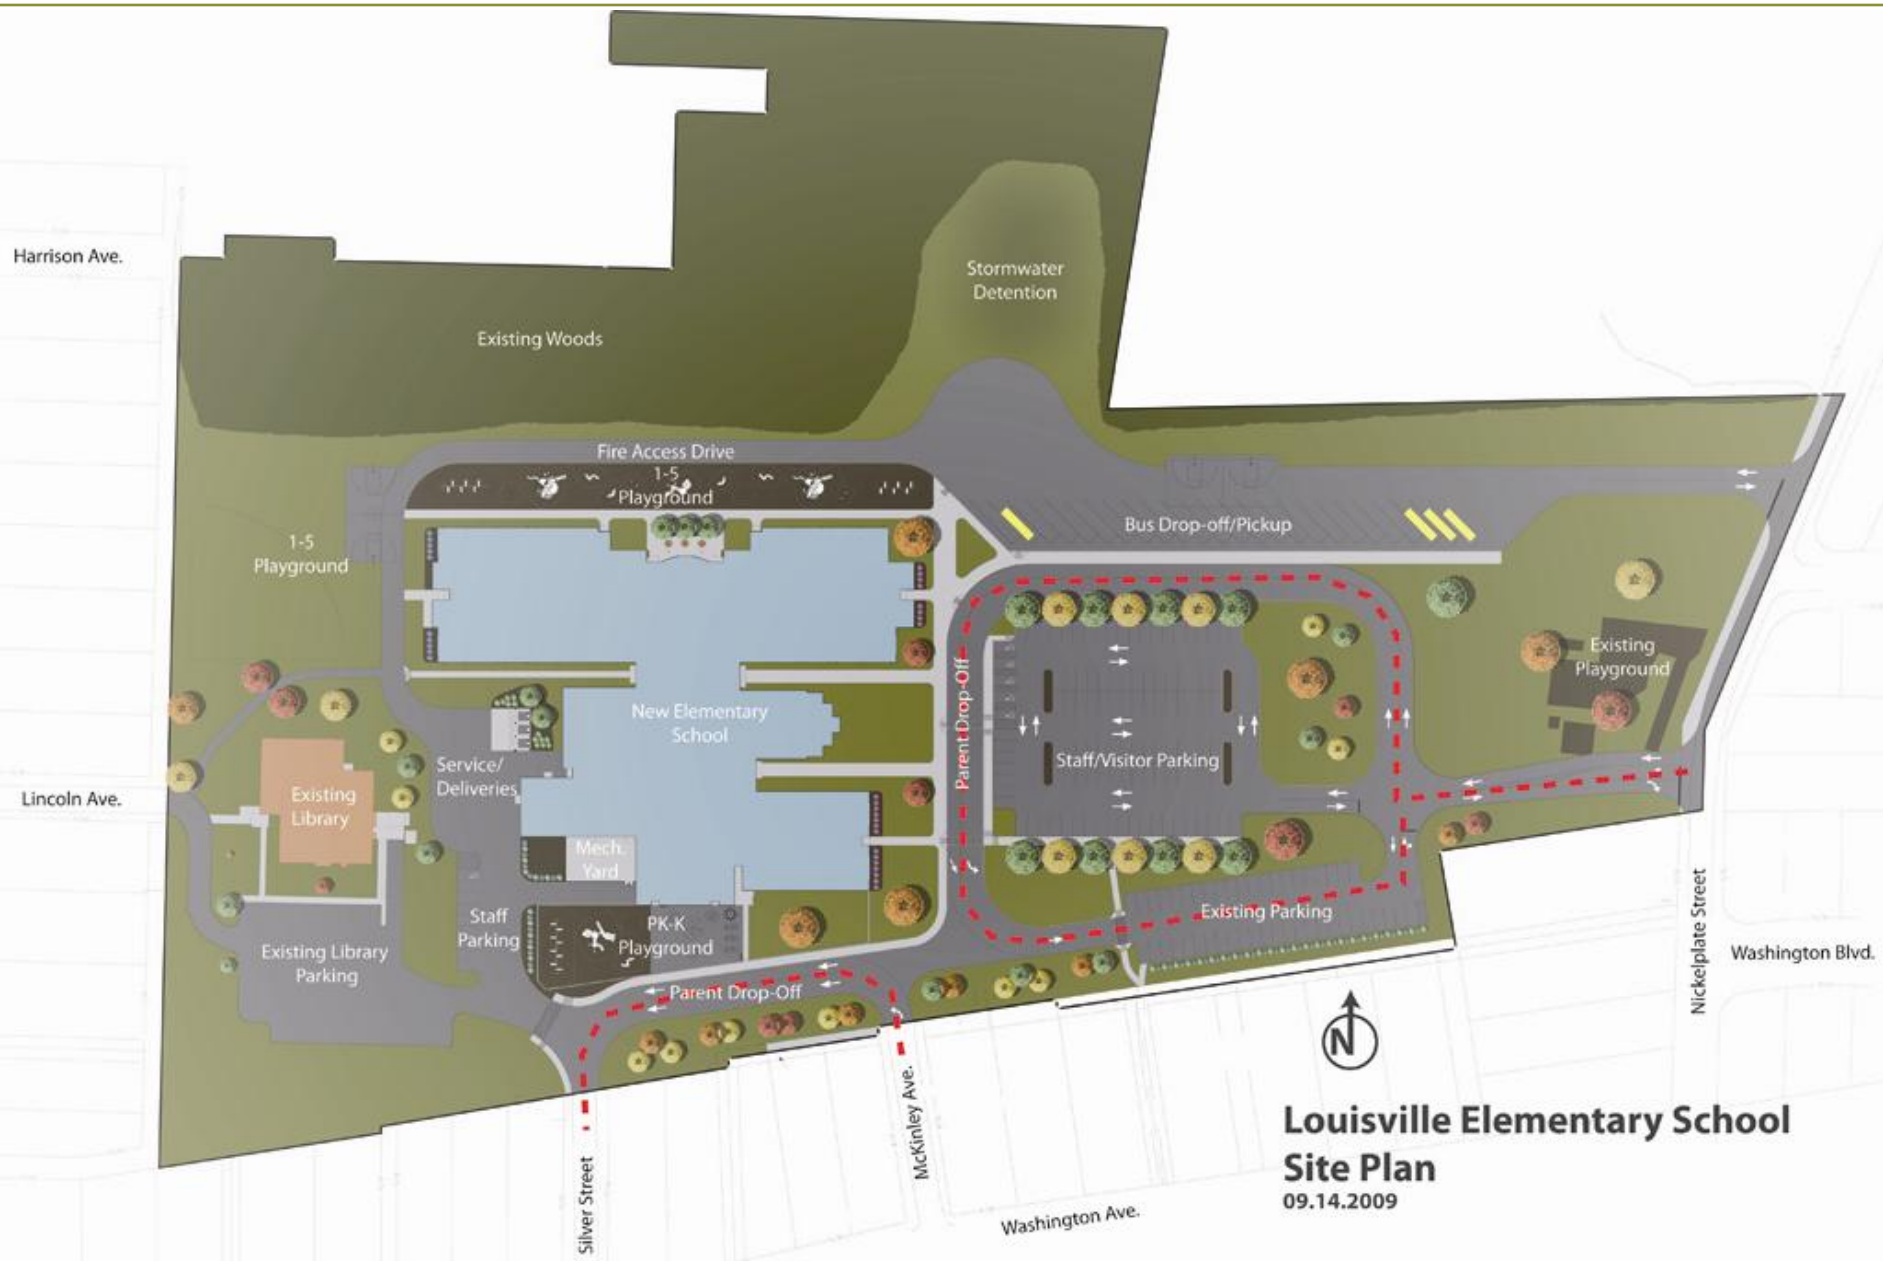 Harrison Ave.
Stormwater
Detention
Existing Woods
Fire Access Drive
1-5
Playground
Bus Drop-off/Pickup
1-5
Playground
Existing
Playground
Parent Drop-Off
New Elementary
School
Staff/Visitor Parking
Service/
Deliveries
Lincoln Ave.
Existing
Library
Mech.
Yard
Existing Parking
Staff
Parking
PK-K
Playground
Existing Library
Parking
Parent Drop-Off
Nickelplate Street
Washington Blvd.
N
Silver Street
McKinley Ave.
Washington Ave.
Louisville Elementary School
Site Plan
09.14.2009